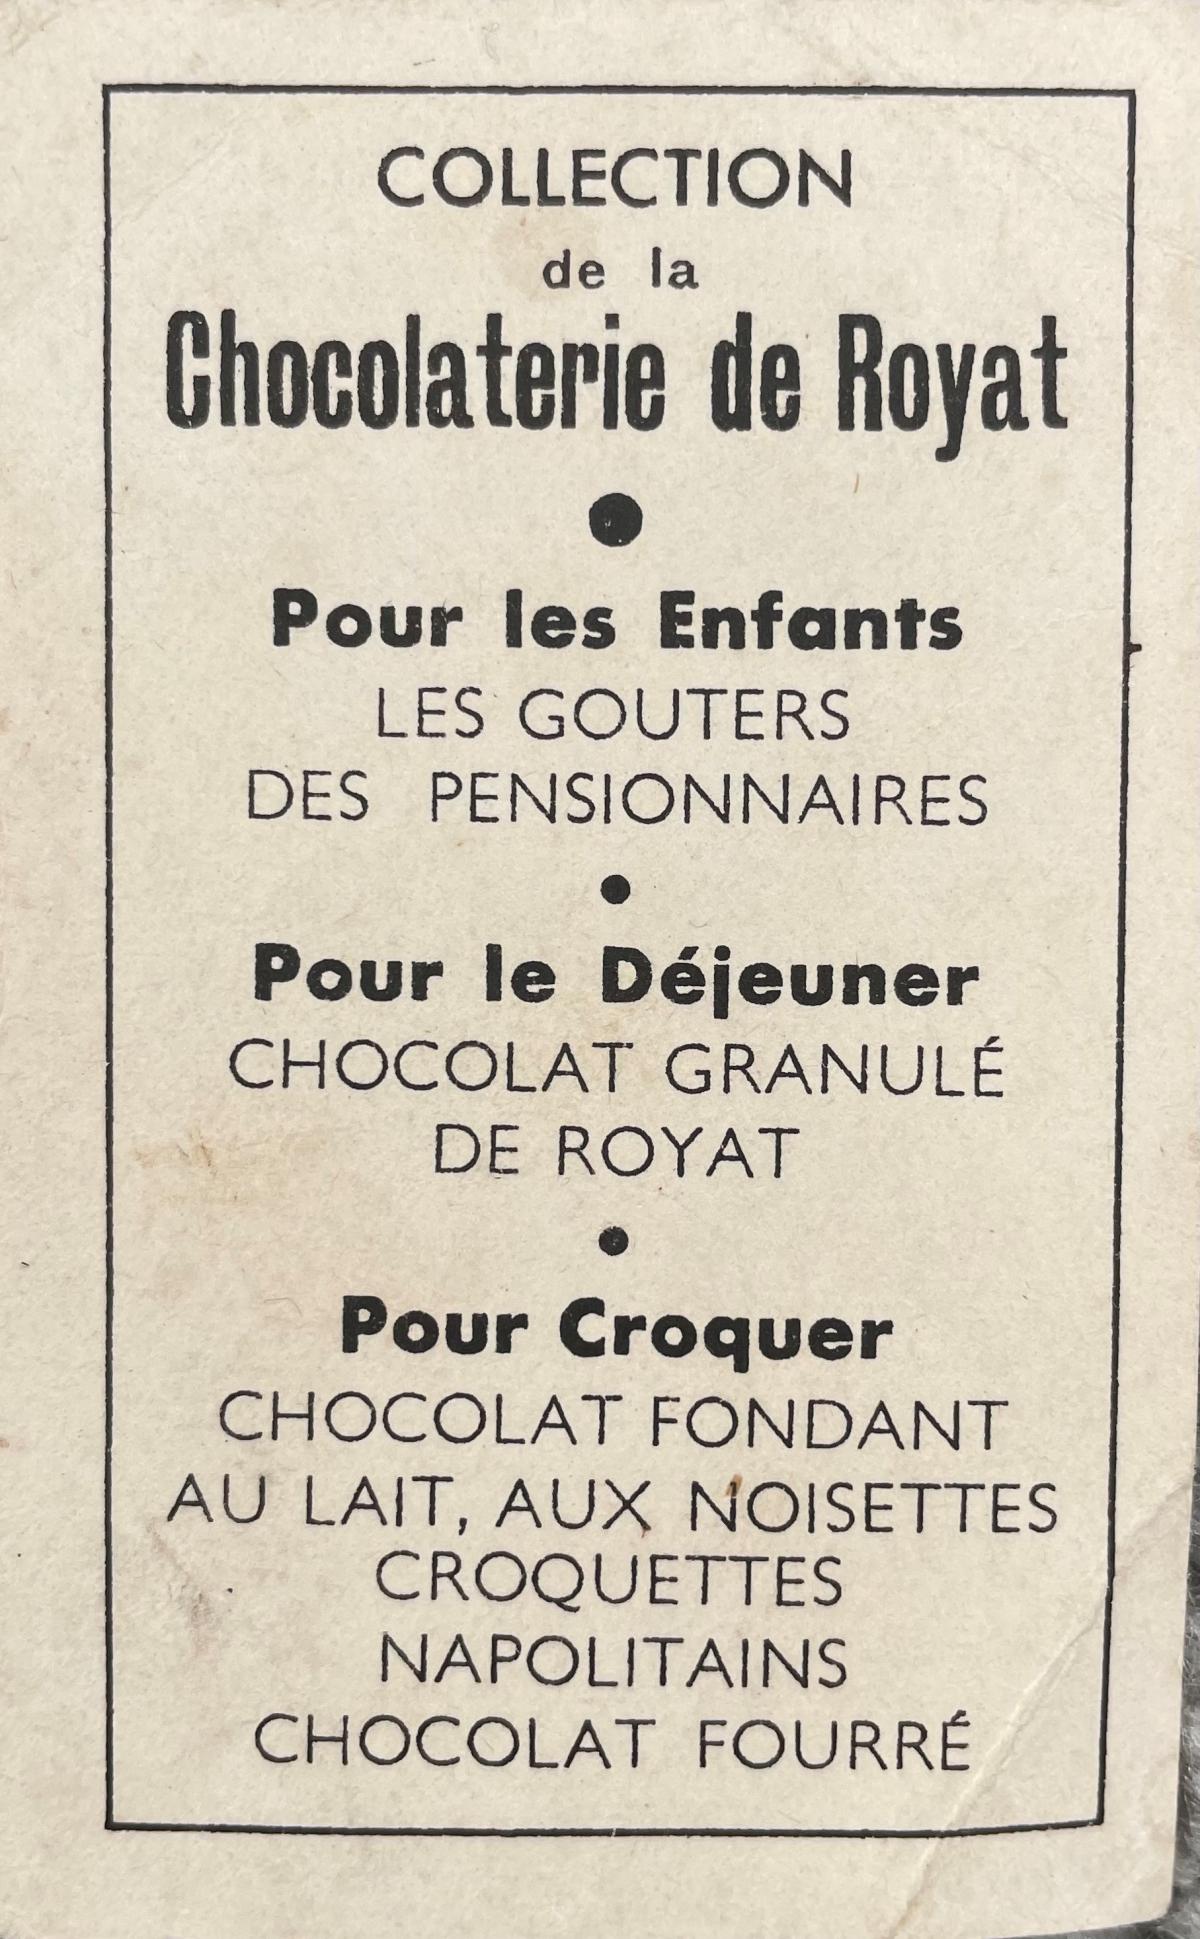 COLLECTION
de la
Chocolaterie de Royat
Pour les Enfants
LES GOUTERS
DES PENSIONNAIRES
Pour le Déjeuner
CHOCOLAT GRANULÉ
DE ROYAT
Pour Croquer
CHOCOLAT FONDANT
AU LAIT, AUX NOISETTES
CROQUETTES
NAPOLITAINS
CHOCOLAT FOURRÉ